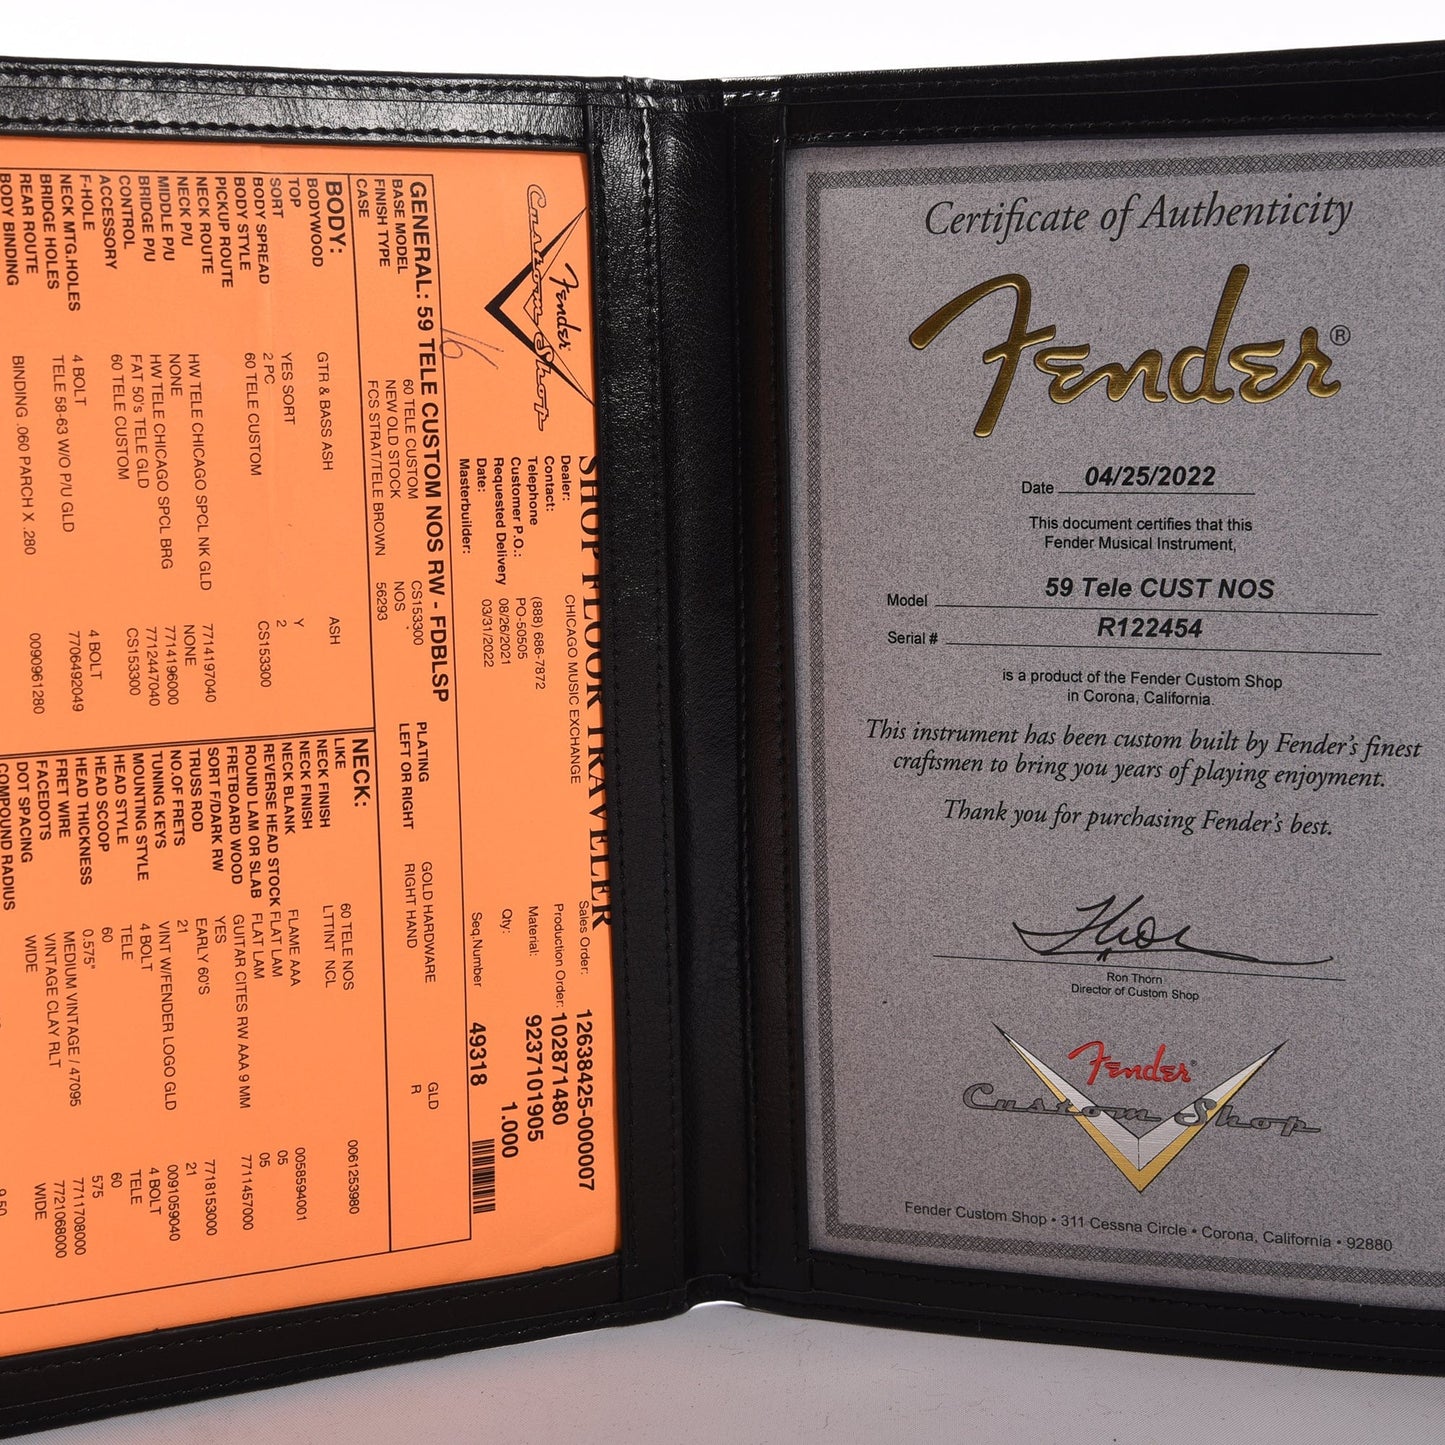 Fender
Custom Shop
SHOP FLOOR TRAVELER
Dealer: CHICAGO MUSIC EXCHANGE
Contact:
Telephone (888) 686-7872
Customer P.O.: PO-50505
Requested Delivery 08/26/2021
Date: 03/31/2022
Masterbuilder:
Sales Order: 12638425-000007
Production Order: 102871480
Material: 9237101905
Qty: 1.000
Seq.Number 49318
16
GENERAL: 59 TELE CUSTOM NOS RW - FDBLSP
BASE MODEL 60 TELE CUSTOM CS153300
FINISH TYPE NEW OLD STOCK NOS
CASE FCS STRAT/TELE BROWN 56293
PLATING GOLD HARDWARE GLD
LEFT OR RIGHT RIGHT HAND R
BODY:
BODYWOOD GTR & BASS ASH ASH
TOP
SORT YES SORT Y
BODY SPREAD 2 PC 2
BODY STYLE 60 TELE CUSTOM CS153300
PICKUP ROUTE
NECK ROUTE
NECK P/U HW TELE CHICAGO SPCL NK GLD 7714197040
MIDDLE P/U NONE NONE
BRIDGE P/U HW TELE CHICAGO SPCL BRG 7714196000
CONTROL FAT 50's TELE GLD 7712447040
ACCESSORY 60 TELE CUSTOM CS153300
F-HOLE
NECK MTG.HOLES 4 BOLT 4 BOLT
BRIDGE HOLES TELE 58-63 W/O P/U GLD 7706492049
REAR ROUTE
BODY BINDING BINDING .060 PARCH X .280 0090961280
NECK:
LIKE 60 TELE NOS
NECK FINISH LTTINT NCL 0061253980
NECK FINISH
NECK BLANK FLAME AAA 0058594001
REVERSE HEAD STOCK FLAT LAM 05
ROUND LAM OR SLAB FLAT LAM 05
FRETBOARD WOOD GUITAR CITES RW AAA 9 MM 7711457000
SORT F/DARK RW YES
TRUSS ROD EARLY 60'S 7718153000
NO.OF FRETS 21 21
TUNING KEYS VINT W/FENDER LOGO GLD 0091059040
MOUNTING STYLE 4 BOLT 4 BOLT
HEAD STYLE TELE TELE
HEAD SCOOP 60 60
HEAD THICKNESS 0.575" 575
FRET WIRE MEDIUM VINTAGE / 47095 7711708000
FACEDOTS VINTAGE CLAY RLT 7721068000
DOT SPACING WIDE WIDE
COMPOUND RADIUS
Certificate of Authenticity
Fender®
Date 04/25/2022
This document certifies that this
Fender Musical Instrument,
Model 59 Tele CUST NOS
Serial # R122454
is a product of the Fender Custom Shop
in Corona, California.
This instrument has been custom built by Fender's finest
craftsmen to bring you years of playing enjoyment.
Thank you for purchasing Fender's best.
Ron Thorn
Director of Custom Shop
Fender®
Custom Shop
Fender Custom Shop • 311 Cessna Circle • Corona, California • 92880